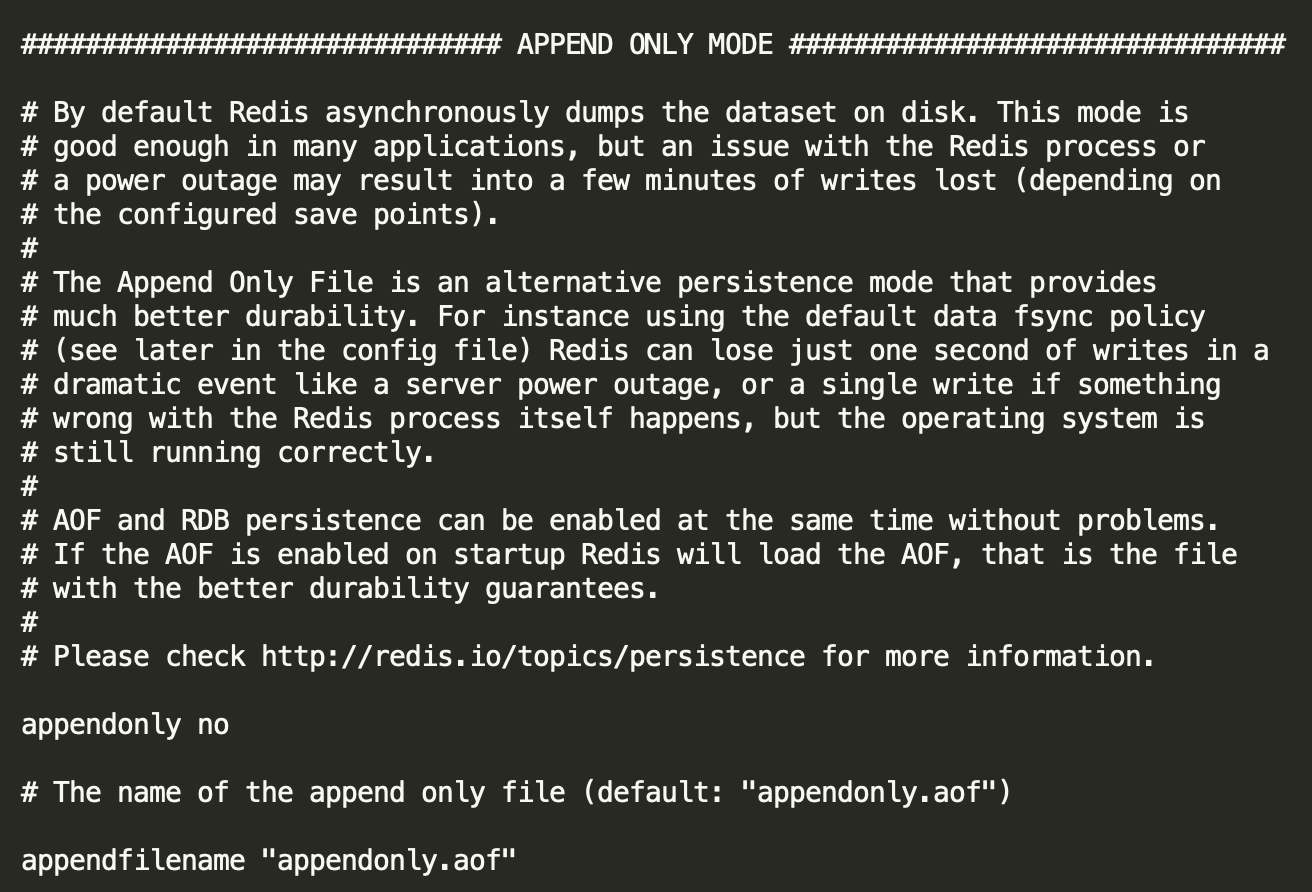 ############################## APPEND ONLY MODE ###############################
# By default Redis asynchronously dumps the dataset on disk. This mode is
# good enough in many applications, but an issue with the Redis process or
# a power outage may result into a few minutes of writes lost (depending on
# the configured save points).
#
# The Append Only File is an alternative persistence mode that provides
# much better durability. For instance using the default data fsync policy
# (see later in the config file) Redis can lose just one second of writes in a
# dramatic event like a server power outage, or a single write if something
# wrong with the Redis process itself happens, but the operating system is
# still running correctly.
#
# AOF and RDB persistence can be enabled at the same time without problems.
# If the AOF is enabled on startup Redis will load the AOF, that is the file
# with the better durability guarantees.
#
# Please check http://redis.io/topics/persistence for more information.
appendonly no
# The name of the append only file (default: "appendonly.aof")
appendfilename "appendonly.aof"